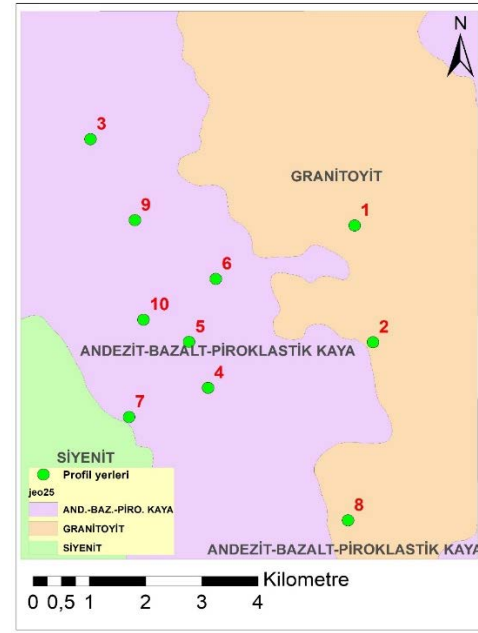 N
3
GRANİTOYİT
9
1
6
10
5
2
ANDEZİT-BAZALT-PİROKLASTİK KAYA
4
7
SİYENİT
Profil yerleri
jeo25
AND.-BAZ.-PİRO. KAYA
GRANİTOYİT
SİYENİT
8
ANDEZİT-BAZALT-PİROKLASTİK KAYA
Kilometre
0 0,5 1 2 3 4